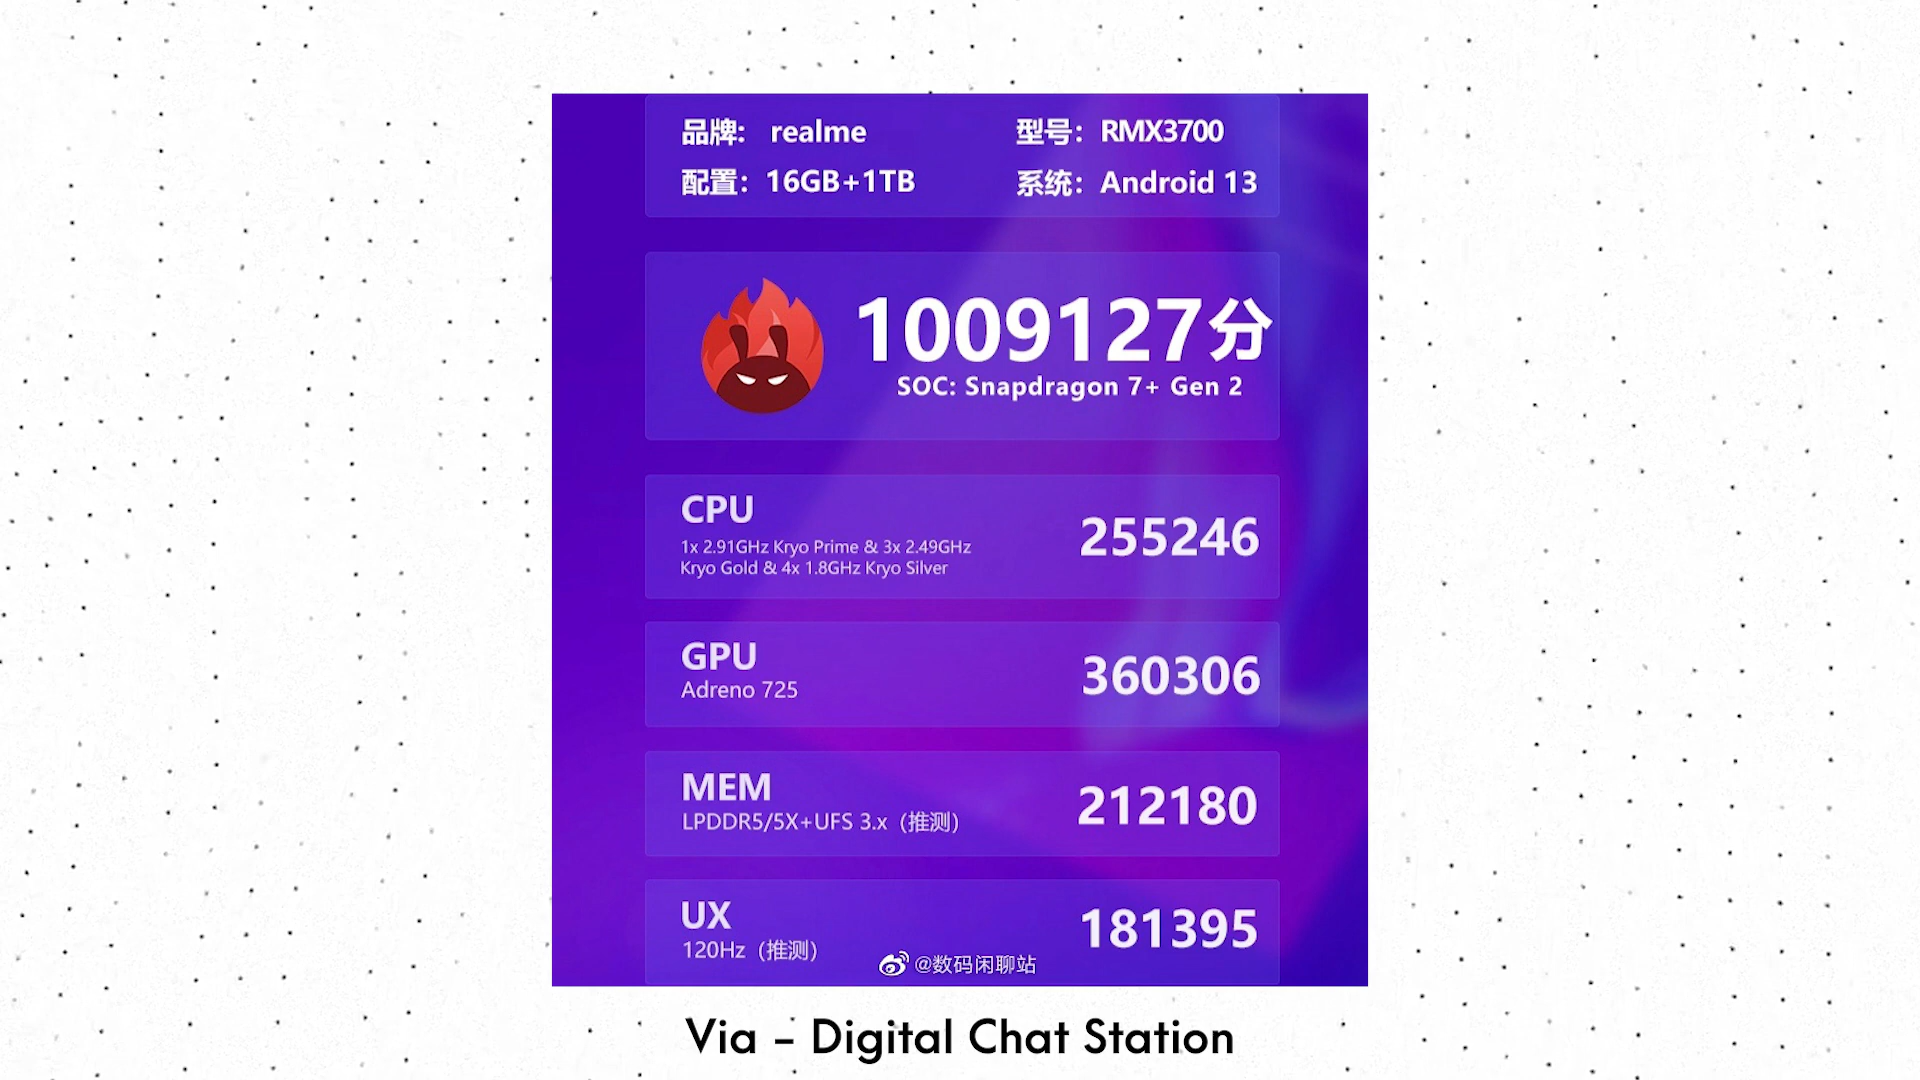 品牌: realme 型号: RMX3700
配置: 16GB+1TB 系统: Android 13
1009127分
SOC: Snapdragon 7+ Gen 2
CPU
1x 2.91GHz Kryo Prime & 3x 2.49GHz
Kryo Gold & 4x 1.8GHz Kryo Silver
255246
GPU
Adreno 725
360306
MEM
LPDDR5/5X+UFS 3.x（推测）
212180
UX
120Hz（推测）
181395
@数码闲聊站
Via – Digital Chat Station